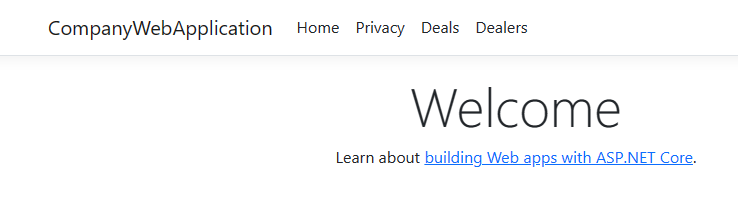 CompanyWebApplication Home Privacy Deals Dealers
Welcome
Learn about building Web apps with ASP.NET Core.